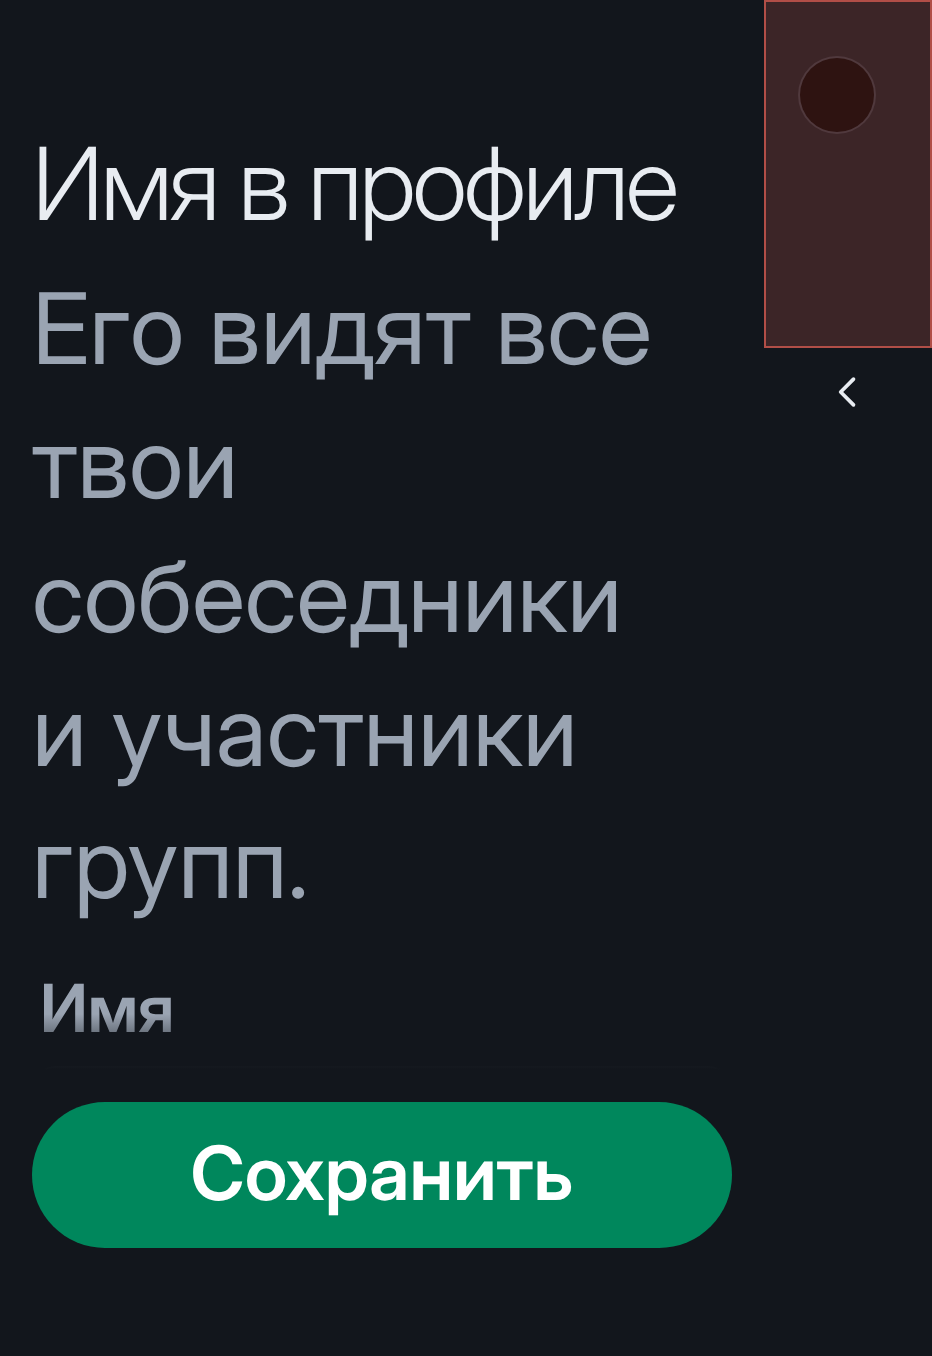 Имя в профиле
Его видят все
твои
собеседники
и участники
групп.
Имя
Сохранить